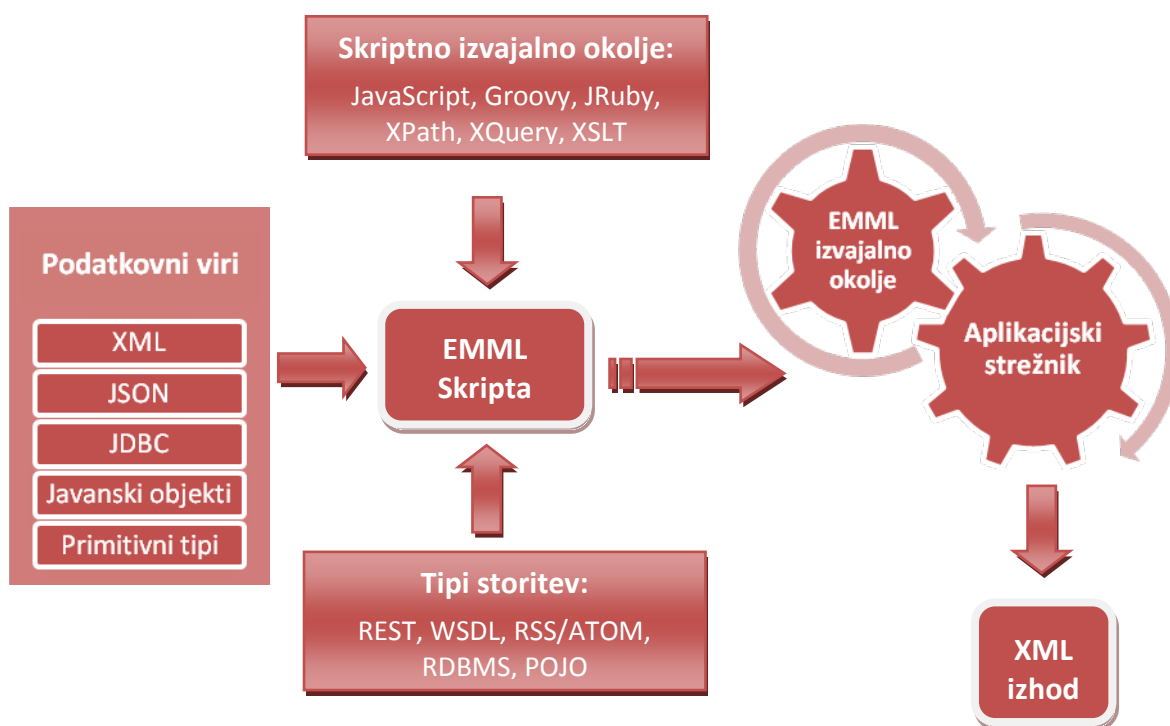 Skriptno izvajalno okolje:
JavaScript, Groovy, JRuby,
XPath, XQuery, XSLT
Podatkovni viri
XML
JSON
JDBC
Javanski objekti
Primitivni tipi
EMML
Skripta
Tipi storitev:
REST, WSDL, RSS/ATOM,
RDBMS, POJO
EMML
izvajalno
okolje
Aplikacijski
strežnik
XML
izhod